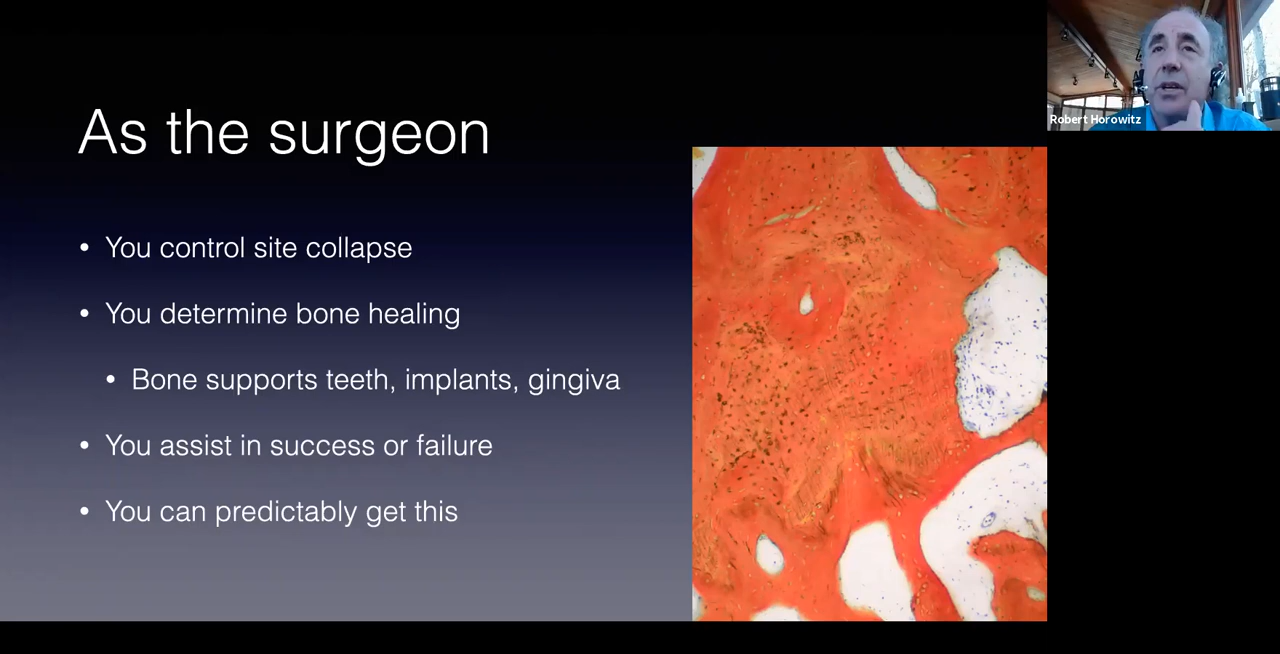 As the surgeon
• You control site collapse
• You determine bone healing
• Bone supports teeth, implants, gingiva
• You assist in success or failure
• You can predictably get this
Robert Horowitz